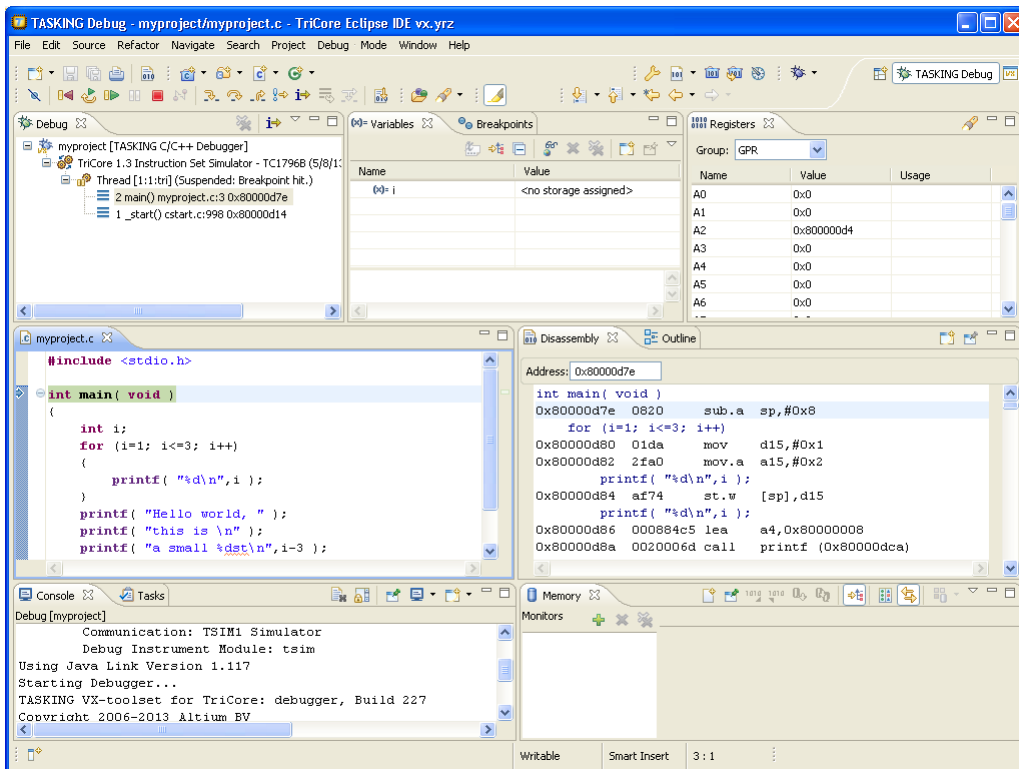 TASKING Debug - myproject/myproject.c - TriCore Eclipse IDE vx.yrz
File Edit Source Refactor Navigate Search Project Debug Mode Window Help
TASKING Debug
Debug
myproject [TASKING C/C++ Debugger]
TriCore 1.3 Instruction Set Simulator - TC1796B (5/8/1
Thread [1:1:tri] (Suspended: Breakpoint hit.)
2 main() myproject.c:3 0x80000d7e
1 _start() cstart.c:998 0x80000d14
(x)= Variables Breakpoints
Name Value
(x)= i <no storage assigned>
Registers
Group: GPR
Name Value Usage
A0 0x0
A1 0x0
A2 0x800000d4
A3 0x0
A4 0x0
A5 0x0
A6 0x0
myproject.c
#include <stdio.h>
int main( void )
{
int i;
for (i=1; i<=3; i++)
{
printf( "%d\n",i );
}
printf( "Hello world, " );
printf( "this is \n" );
printf( "a small %dst\n",i-3 );
Disassembly Outline
Address: 0x80000d7e
int main( void )
0x80000d7e 0820 sub.a sp,#0x8
for (i=1; i<=3; i++)
0x80000d80 01da mov d15,#0x1
0x80000d82 2fa0 mov.a a15,#0x2
printf( "%d\n",i );
0x80000d84 af74 st.w [sp],d15
printf( "%d\n",i );
0x80000d86 000884c5 lea a4,0x80000008
0x80000d8a 0020006d call printf (0x80000dca)
Console Tasks
Debug [myproject]
Communication: TSIM1 Simulator
Debug Instrument Module: tsim
Using Java Link Version 1.117
Starting Debugger...
TASKING VX-toolset for TriCore: debugger, Build 227
Copyright 2006-2013 Altium BV
Memory
Monitors
Writable Smart Insert 3 : 1